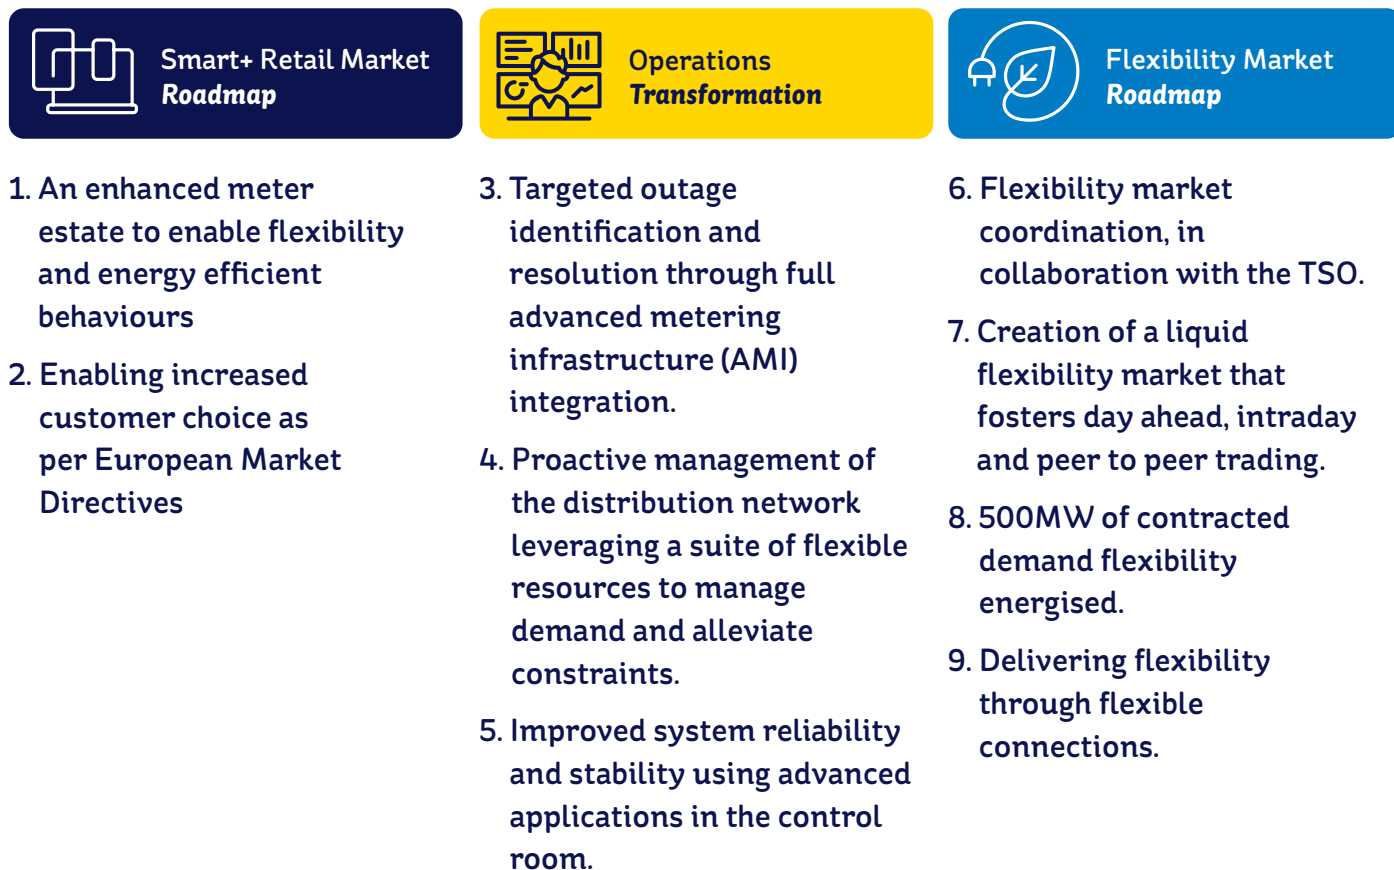 Smart+ Retail Market
Roadmap
1. An enhanced meter
estate to enable flexibility
and energy efficient
behaviours
2. Enabling increased
customer choice as
per European Market
Directives
Operations
Transformation
3. Targeted outage
identification and
resolution through full
advanced metering
infrastructure (AMI)
integration.
4. Proactive management of
the distribution network
leveraging a suite of flexible
resources to manage
demand and alleviate
constraints.
5. Improved system reliability
and stability using advanced
applications in the control
room.
Flexibility Market
Roadmap
6. Flexibility market
coordination, in
collaboration with the TSO.
7. Creation of a liquid
flexibility market that
fosters day ahead, intraday
and peer to peer trading.
8. 500MW of contracted
demand flexibility
energised.
9. Delivering flexibility
through flexible
connections.